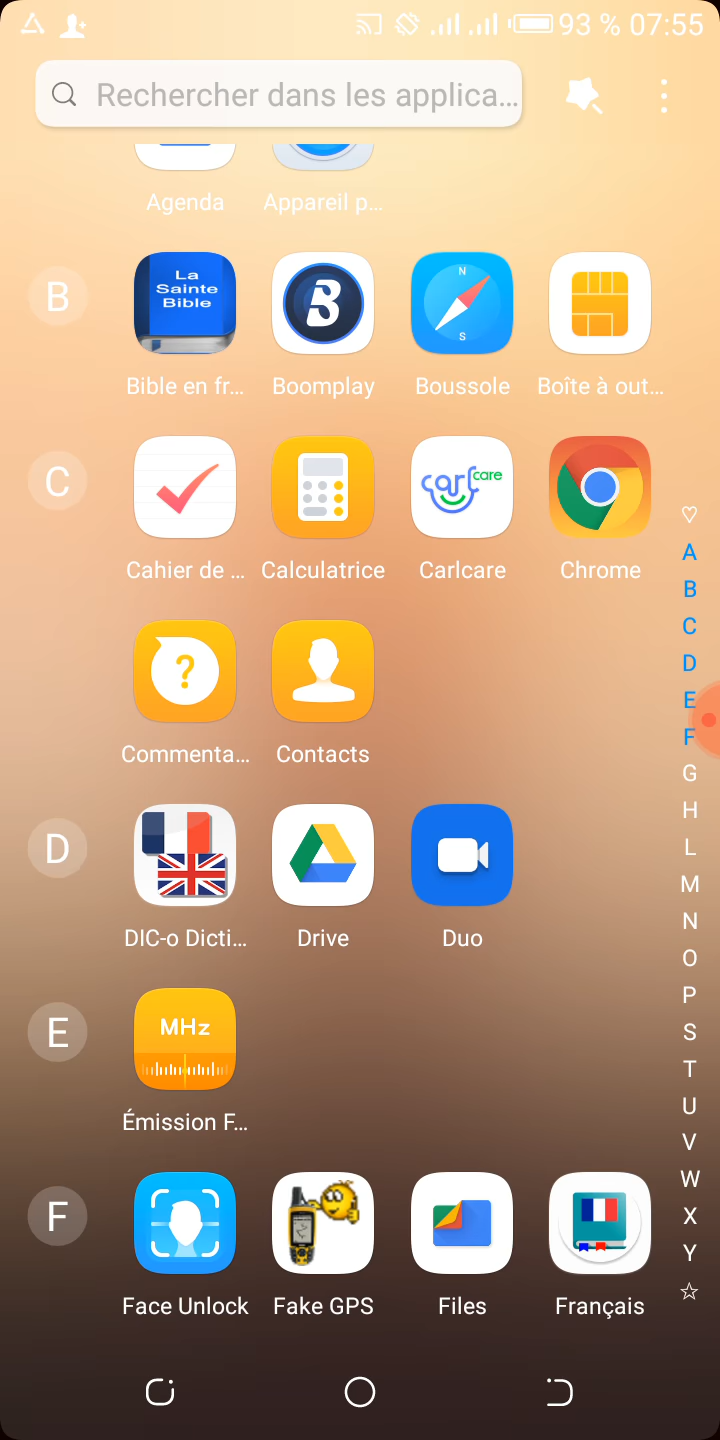 93 % 07:55
Rechercher dans les applica…
Agenda
Appareil p…
B
La
Sainte
Bible
N
S
Bible en fr…
Boomplay
Boussole
Boîte à out…
C
carlcare
Cahier de …
Calculatrice
Carlcare
Chrome
?
Commenta…
Contacts
D
DIC-o Dicti…
Drive
Duo
E
MHz
Émission F…
F
Face Unlock
Fake GPS
Files
Français
A
B
C
D
E
F
G
H
L
M
N
O
P
S
T
U
V
W
X
Y